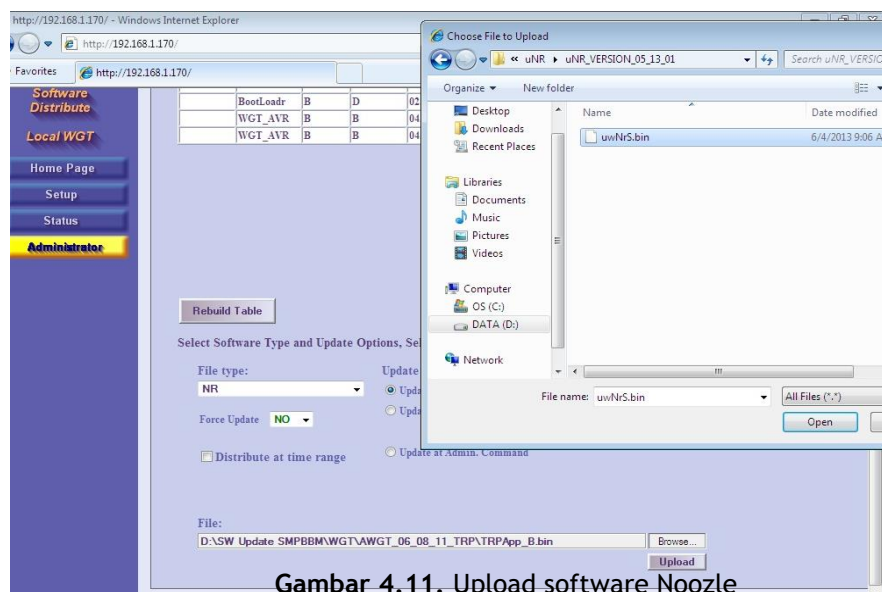 http://192.168.1.170/ - Windows Internet Explorer
http://192.168.1.170/
Favorites http://192.168.1.170/
Software
Distribute
Local WGT
Home Page
Setup
Status
Administrator
BootLoadr B D 02
WGT_AVR B B 04
WGT_AVR B B 04
Rebuild Table
Select Software Type and Update Options, Sel
File type:
NR
Force Update NO
Distribute at time range
Update
Upda
Upda
Update at Admin. Command
File:
D:\SW Update SMPBBM\WGT\AWGT_06_08_11_TRP\TRPApp_B.bin
Browse...
Upload
Choose File to Upload
« uNR uNR_VERSION_05_13_01
Search uNR_VERSIC
Organize New folder
Desktop
Downloads
Recent Places
Libraries
Documents
Music
Pictures
Videos
Computer
OS (C:)
DATA (D:)
Network
Name Date modified
uwNrS.bin 6/4/2013 9:06 A
File name: uwNrS.bin
All Files (*.*)
Open
Gambar 4.11. Upload software Noozle